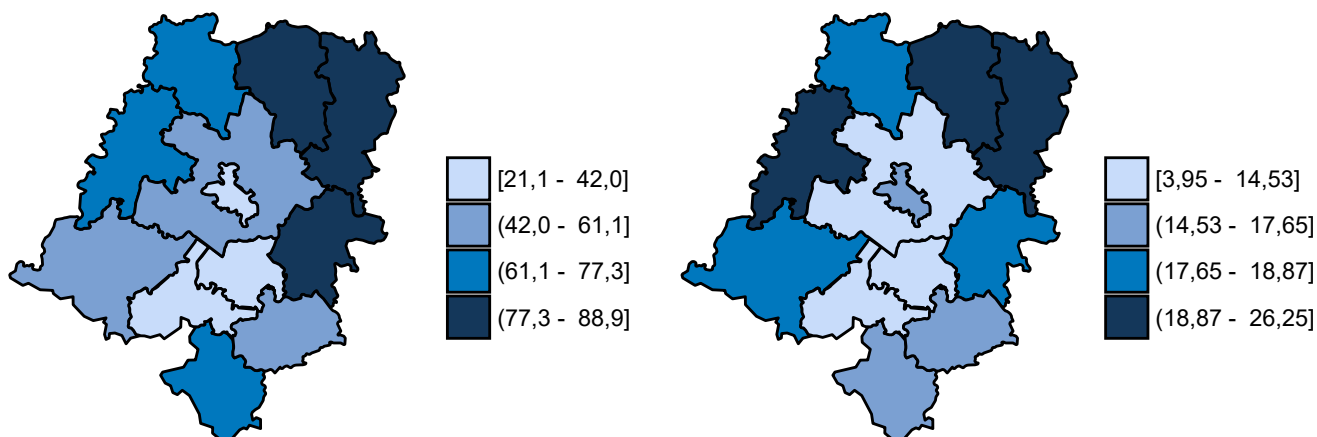 [21,1 - 42,0]
(42,0 - 61,1]
(61,1 - 77,3]
(77,3 - 88,9]
[3,95 - 14,53]
(14,53 - 17,65]
(17,65 - 18,87]
(18,87 - 26,25]